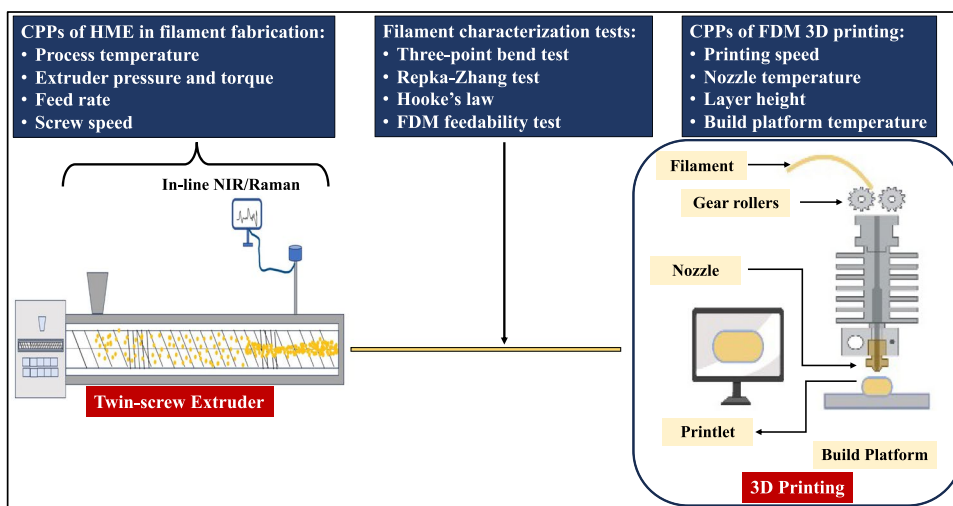 CPPs of HME in filament fabrication:
• Process temperature
• Extruder pressure and torque
• Feed rate
• Screw speed
Filament characterization tests:
• Three-point bend test
• Repka-Zhang test
• Hooke's law
• FDM feedability test
CPPs of FDM 3D printing:
• Printing speed
• Nozzle temperature
• Layer height
• Build platform temperature
In-line NIR/Raman
Twin-screw Extruder
Filament
Gear rollers
Nozzle
Printlet
Build Platform
3D Printing